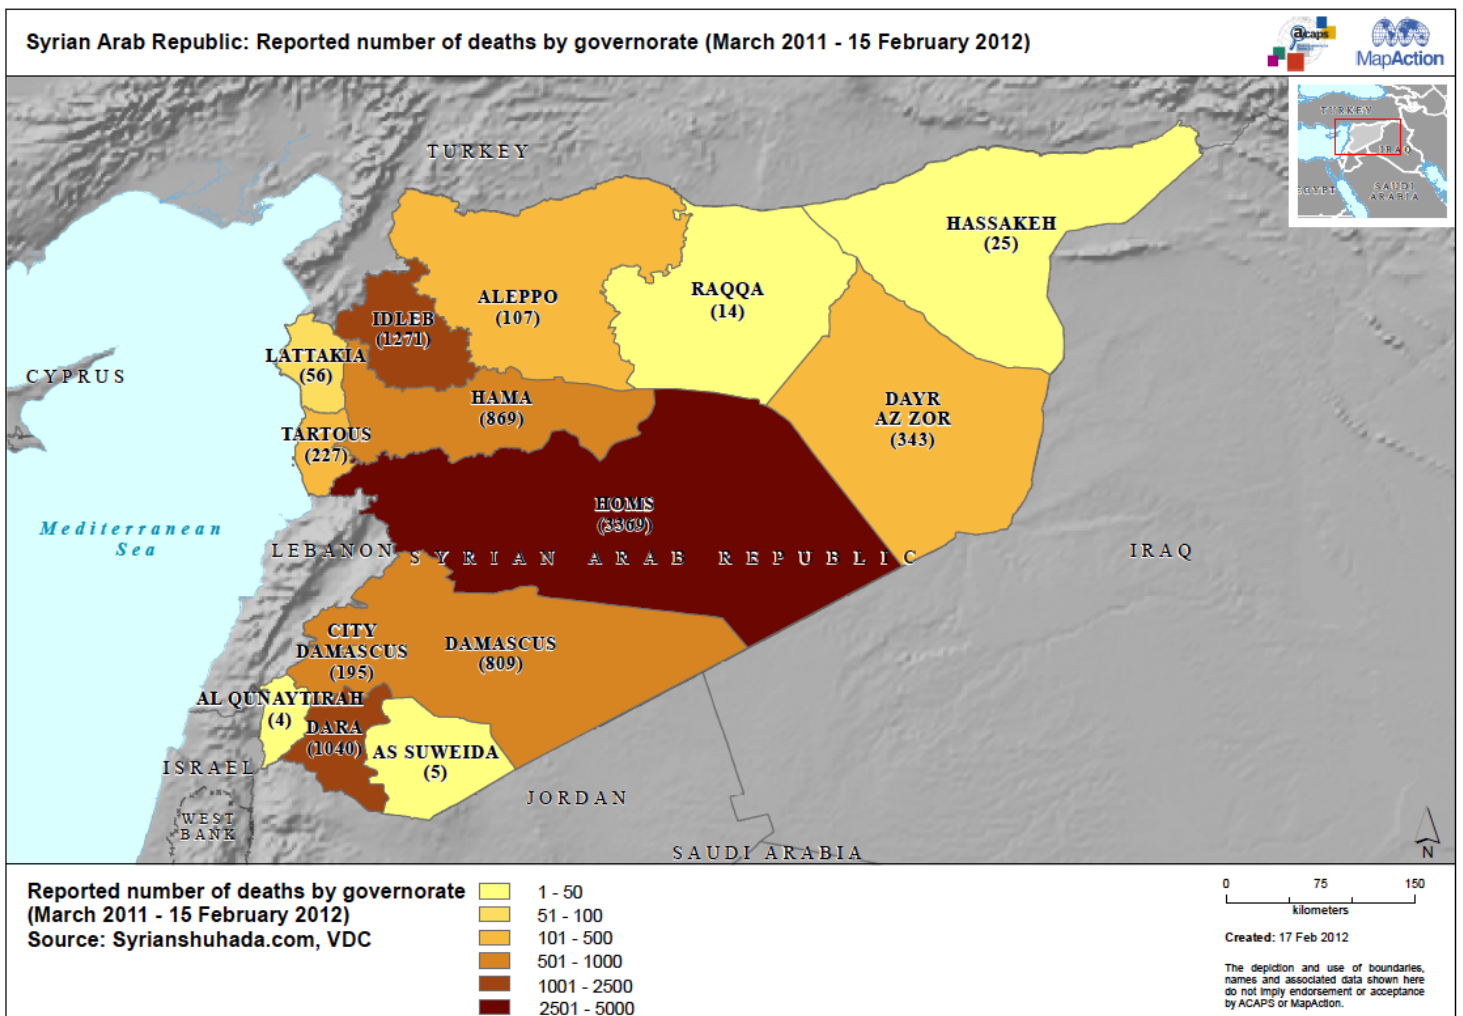 Syrian Arab Republic: Reported number of deaths by governorate (March 2011 - 15 February 2012)
acaps
MapAction
TURKEY
IRAQ
EGYPT
SAUDI
ARABIA
TURKEY
HASSAKEH
(25)
RAQQA
(14)
ALEPPO
(107)
IDLEB
(1271)
LATTAKIA
(56)
CYPRUS
HAMA
(869)
DAYR
AZ ZOR
(343)
TARTOUS
(227)
HOMS
(3369)
Mediterranean
Sea
LEBANON
SYRIAN ARAB REPUBLIC
IRAQ
CITY
DAMASCUS
(195)
DAMASCUS
(809)
AL QUNAYTIRAH
(4)
DARA
(1040)
AS SUWEIDA
(5)
ISRAEL
JORDAN
WEST
BANK
SAUDI ARABIA
N
Reported number of deaths by governorate
(March 2011 - 15 February 2012)
Source: Syrianshuhada.com, VDC
1 - 50
51 - 100
101 - 500
501 - 1000
1001 - 2500
2501 - 5000
0 75 150
kilometers
Created: 17 Feb 2012
The depiction and use of boundaries,
names and associated data shown here
do not imply endorsement or acceptance
by ACAPS or MapAction.